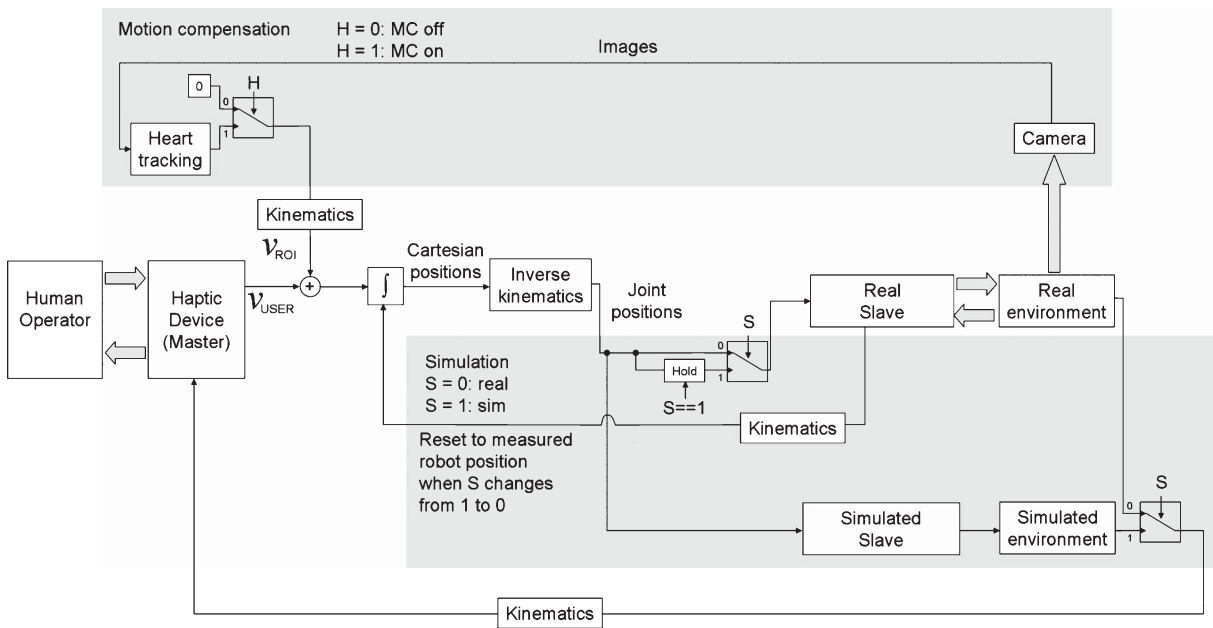 Motion compensation
H = 0: MC off
H = 1: MC on
Images
0
H
0
1
Heart
tracking
Camera
Kinematics
v ROI
Human
Operator
Haptic
Device
(Master)
v USER
+
∫
Cartesian
positions
Inverse
kinematics
Joint
positions
Real
Slave
Real
environment
Simulation
S = 0: real
S = 1: sim
S
0
1
Hold
S==1
Kinematics
Reset to measured
robot position
when S changes
from 1 to 0
Simulated
Slave
Simulated
environment
S
0
1
Kinematics